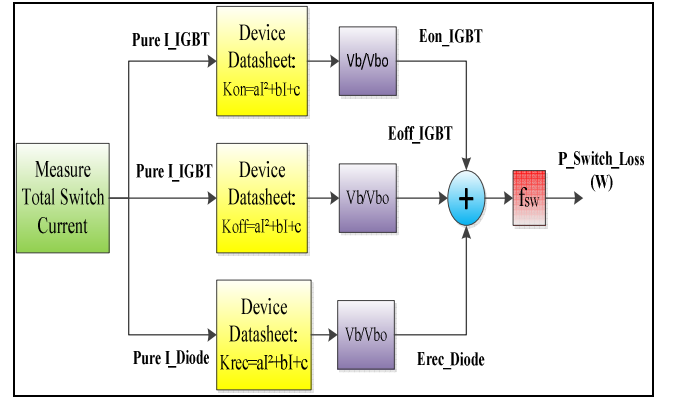 Pure I_IGBT
Device
Datasheet:
Kon=aI²+bI+c
Vb/Vbo
Eon_IGBT
Measure
Total Switch
Current
Pure I_IGBT
Device
Datasheet:
Koff=aI²+bI+c
Vb/Vbo
Eoff_IGBT
+
fsw
P_Switch_Loss
(W)
Pure I_Diode
Device
Datasheet:
Krec=aI²+bI+c
Vb/Vbo
Erec_Diode